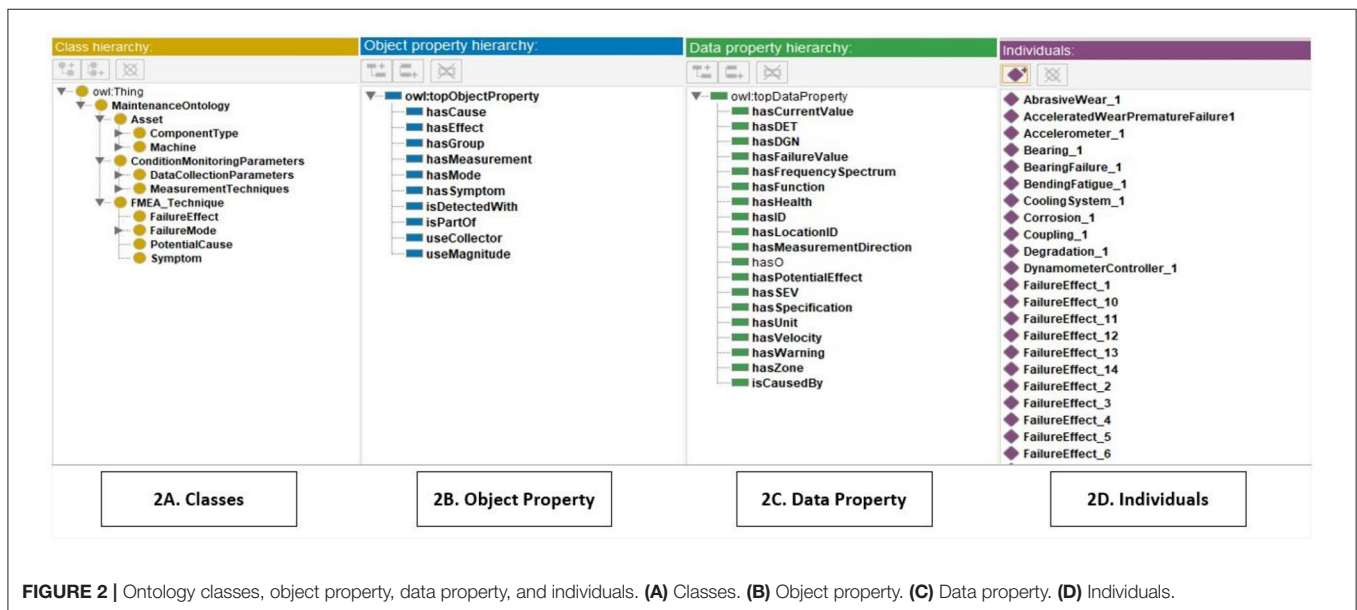 Class hierarchy:
owl:Thing
MaintenanceOntology
Asset
ComponentType
Machine
ConditionMonitoringParameters
DataCollectionParameters
MeasurementTechniques
FMEA_Technique
FailureEffect
FailureMode
PotentialCause
Symptom
Object property hierarchy:
owl:topObjectProperty
hasCause
hasEffect
hasGroup
hasMeasurement
hasMode
hasSymptom
isDetectedWith
isPartOf
useCollector
useMagnitude
Data property hierarchy:
owl:topDataProperty
hasCurrentValue
hasDET
hasDGN
hasFailureValue
hasFrequencySpectrum
hasFunction
hasHealth
hasID
hasLocationID
hasMeasurementDirection
hasO
hasPotentialEffect
hasSEV
hasSpecification
hasUnit
hasVelocity
hasWarning
hasZone
isCausedBy
Individuals:
AbrasiveWear_1
AcceleratedWearPrematureFailure1
Accelerometer_1
Bearing_1
BearingFailure_1
BendingFatigue_1
CoolingSystem_1
Corrosion_1
Coupling_1
Degradation_1
DynamometerController_1
FailureEffect_1
FailureEffect_10
FailureEffect_11
FailureEffect_12
FailureEffect_13
FailureEffect_14
FailureEffect_2
FailureEffect_3
FailureEffect_4
FailureEffect_5
FailureEffect_6
2A. Classes
2B. Object Property
2C. Data Property
2D. Individuals
FIGURE 2 | Ontology classes, object property, data property, and individuals. (A) Classes. (B) Object property. (C) Data property. (D) Individuals.